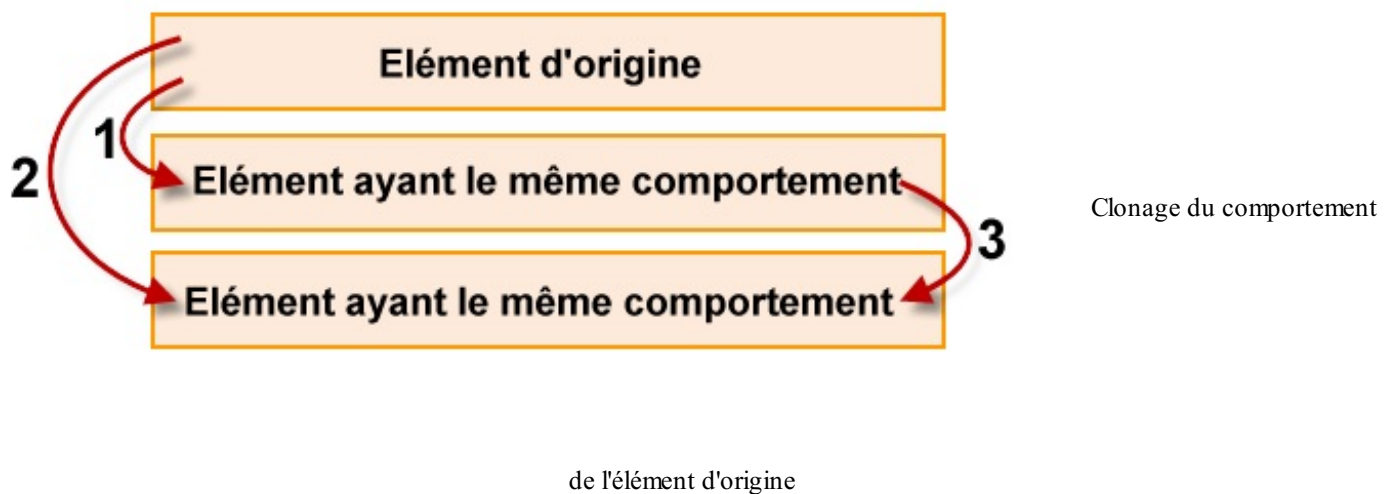 Elément d'origine
1
2
Elément ayant le même comportement
3
Elément ayant le même comportement
Clonage du comportement
de l'élément d'origine